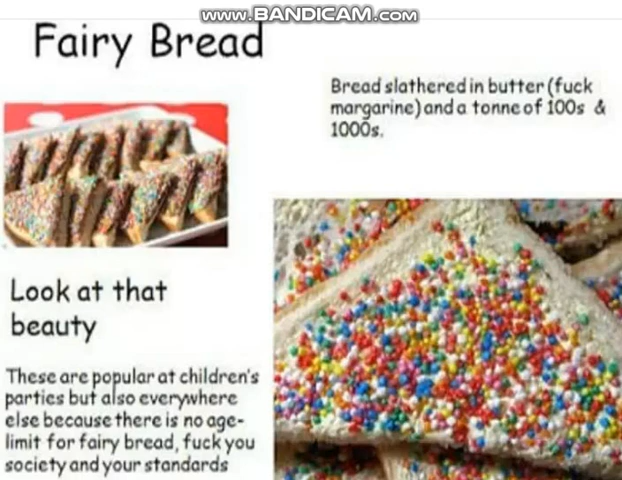 www.BANDICAM.com
Fairy Bread
Bread slathered in butter (fuck
margarine) and a tonne of 100s &
1000s.
Look at that
beauty
These are popular at children's
parties but also everywhere
else because there is no age-
limit for fairy bread, fuck you
society and your standards